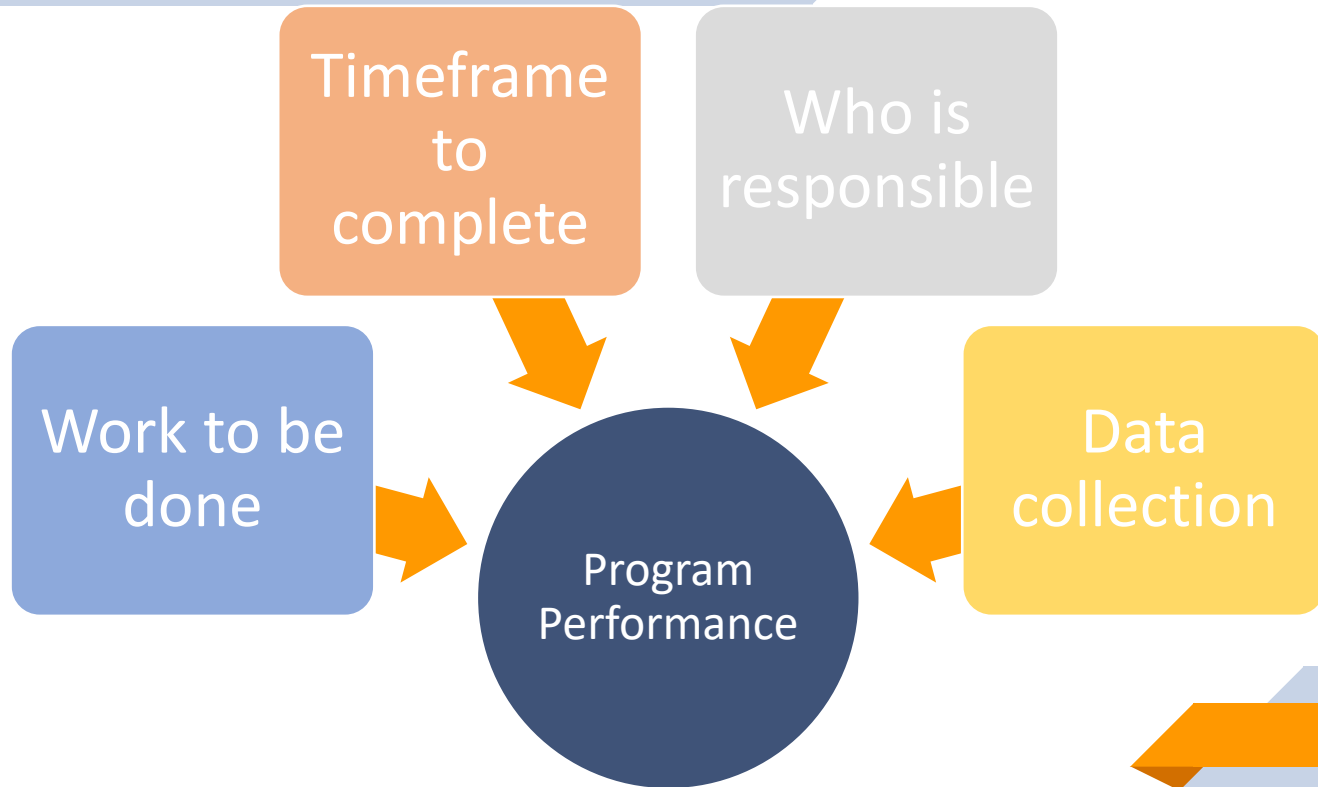 Timeframe
to
complete
Who is
responsible
Work to be
done
Data
collection
Program
Performance